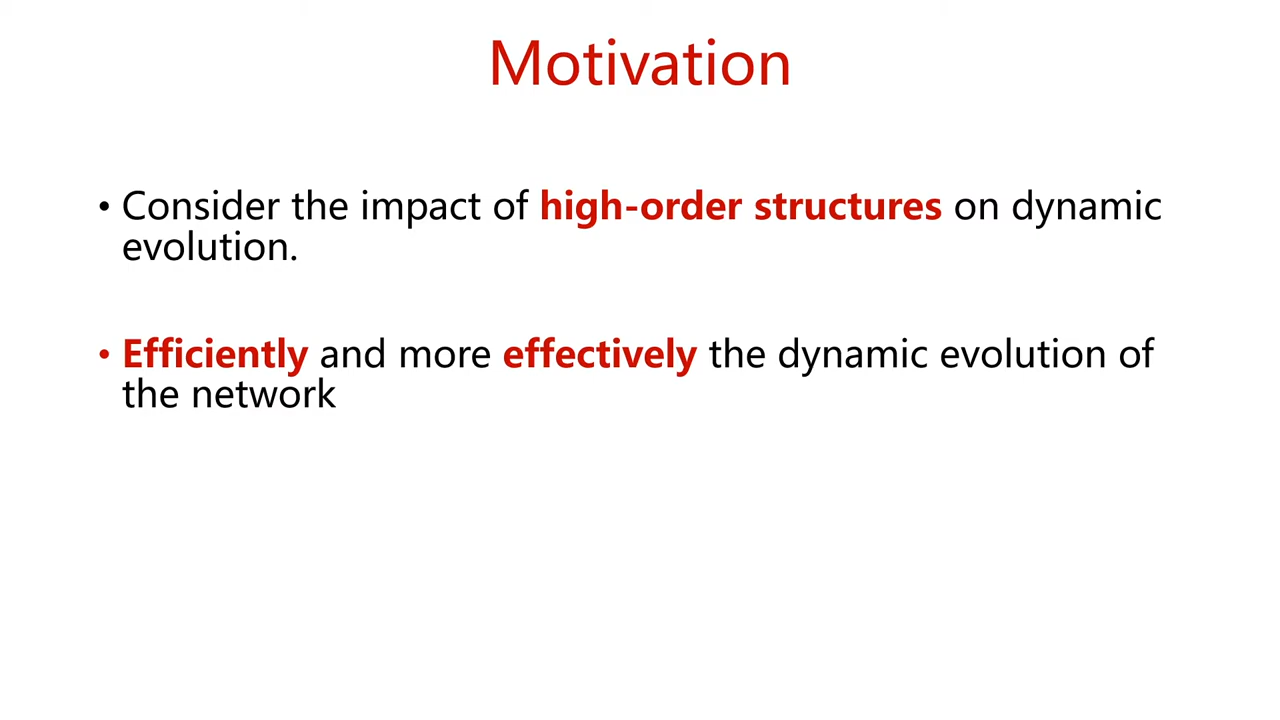 Motivation
• Consider the impact of high-order structures on dynamic
evolution.
• Efficiently and more effectively the dynamic evolution of
the network